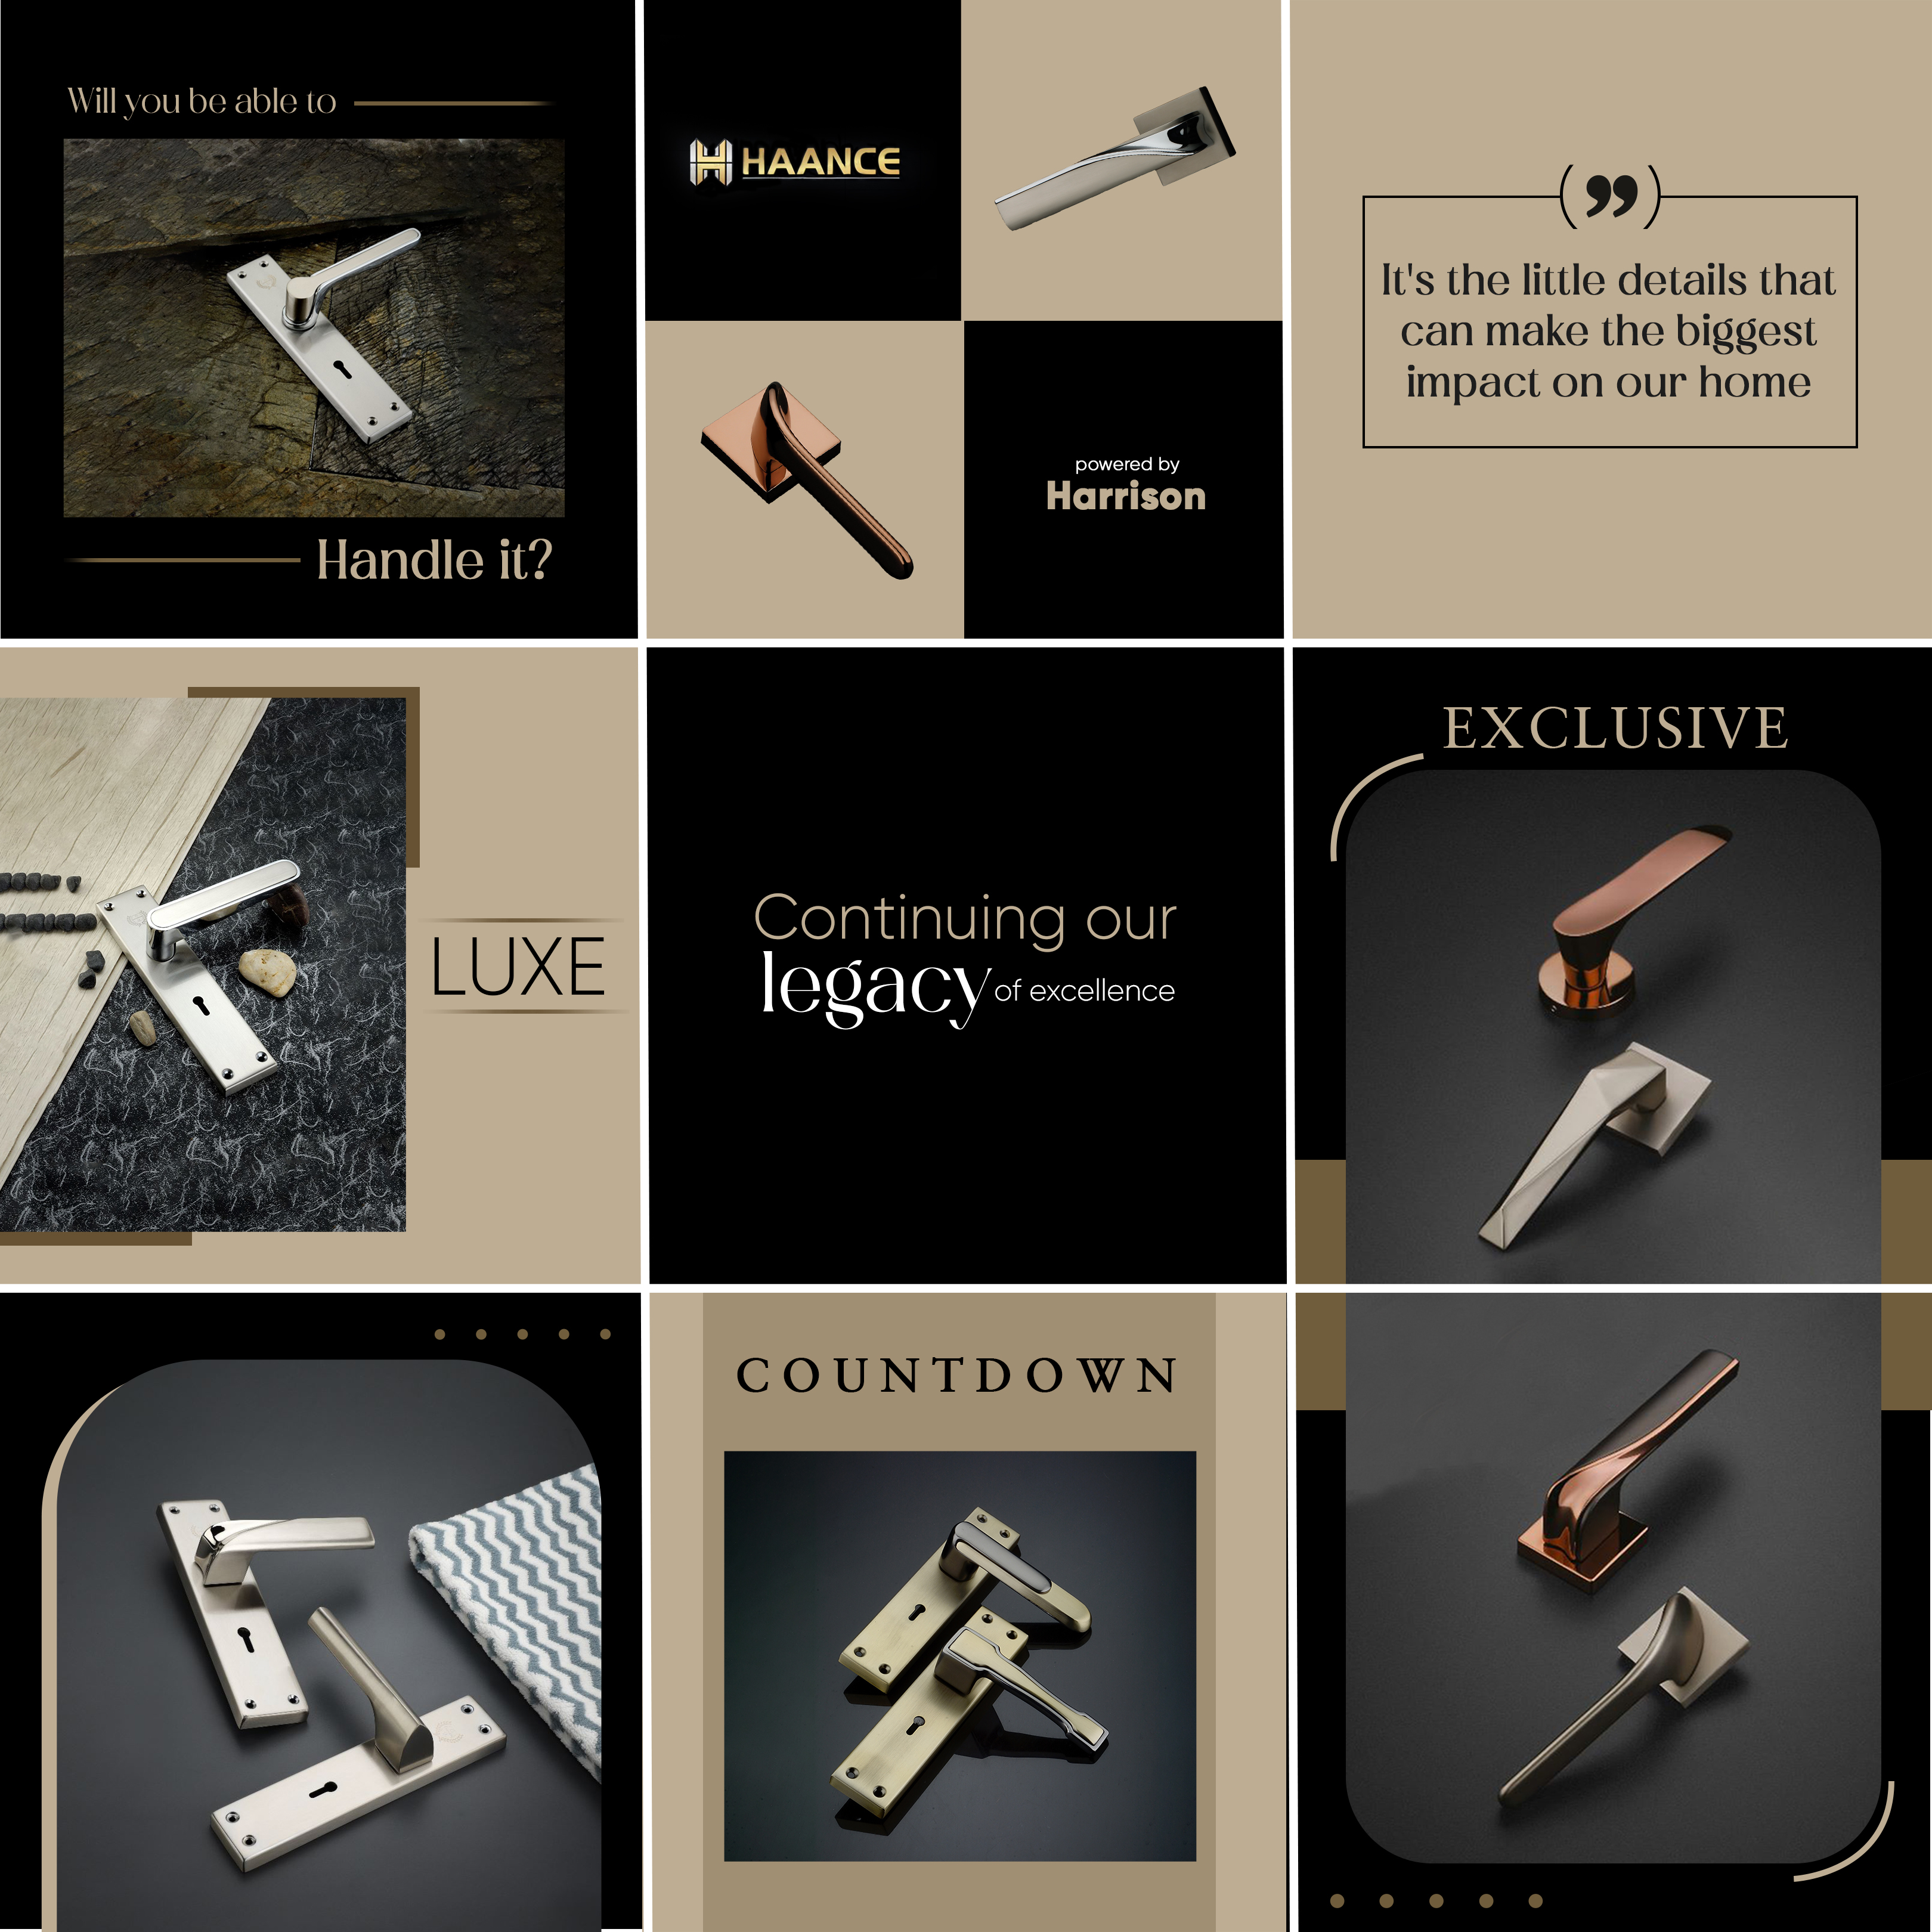 Will you be able to
Handle it?
HAANCE
powered by
Harrison
”
It's the little details that
can make the biggest
impact on our home
LUXE
Continuing our
legacy of excellence
EXCLUSIVE
COUNTDOWN